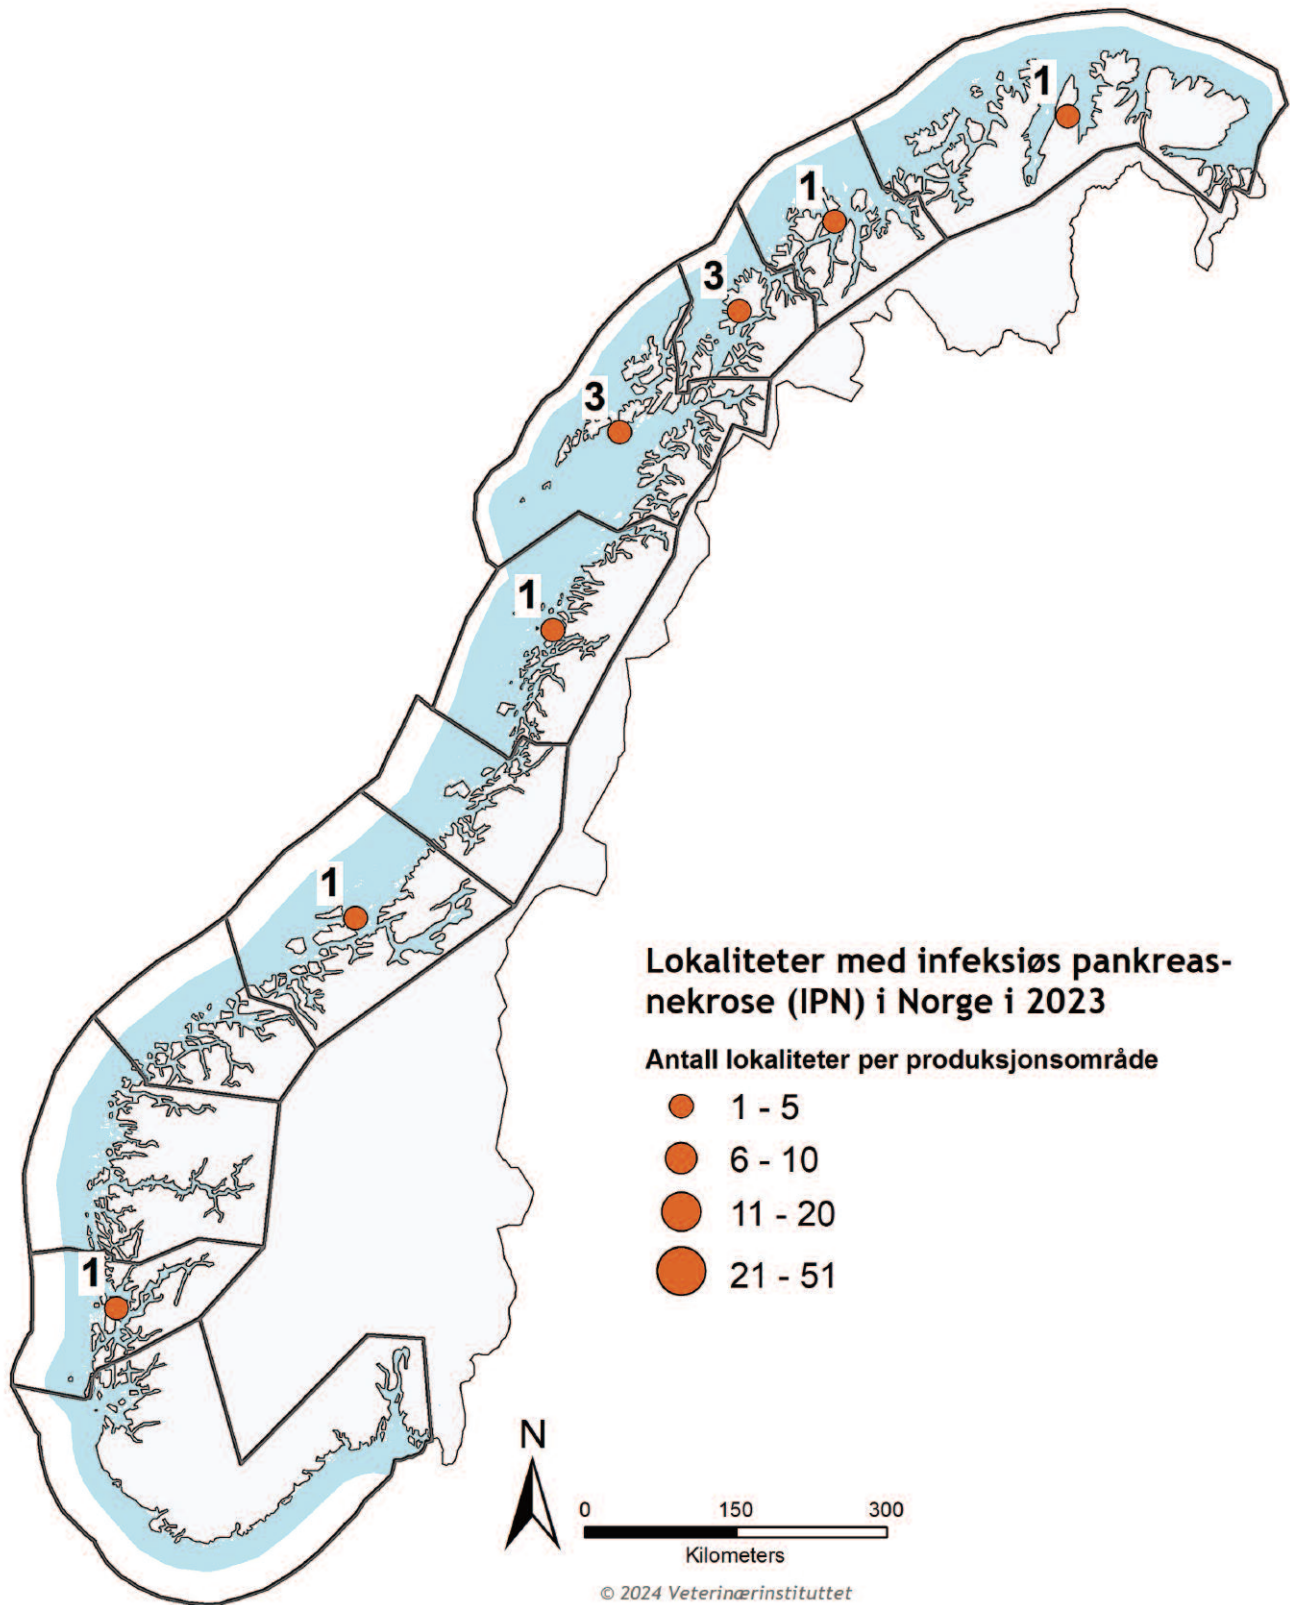 1
1
3
3
1
1
1
Lokaliteter med infeksiøs pankreas-
nekrose (IPN) i Norge i 2023
Antall lokaliteter per produksjonsområde
1 - 5
6 - 10
11 - 20
21 - 51
N
0 150 300
Kilometers
© 2024 Veterinærinstituttet